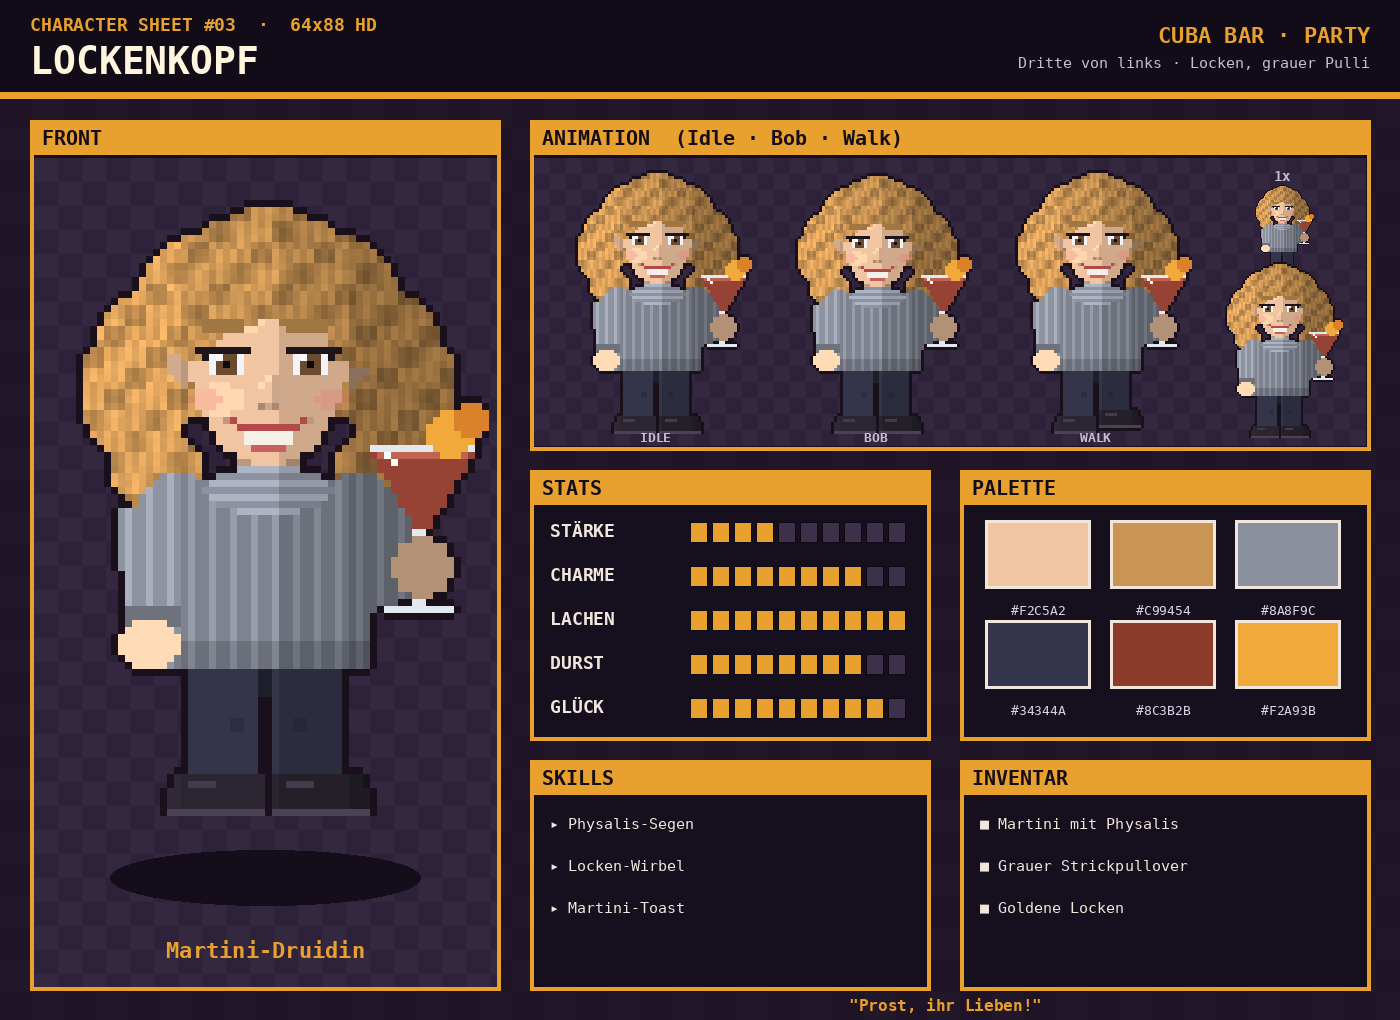 CHARACTER SHEET #03 · 64x88 HD
LOCKENKOPF
CUBA BAR · PARTY
Dritte von links · Locken, grauer Pulli
FRONT
Martini-Druidin
ANIMATION (Idle · Bob · Walk)
1x
IDLE
BOB
WALK
STATS
STÄRKE
CHARME
LACHEN
DURST
GLÜCK
PALETTE
#F2C5A2
#C99454
#8A8F9C
#34344A
#8C3B2B
#F2A93B
SKILLS
▸ Physalis-Segen
▸ Locken-Wirbel
▸ Martini-Toast
INVENTAR
■ Martini mit Physalis
■ Grauer Strickpullover
■ Goldene Locken
"Prost, ihr Lieben!"